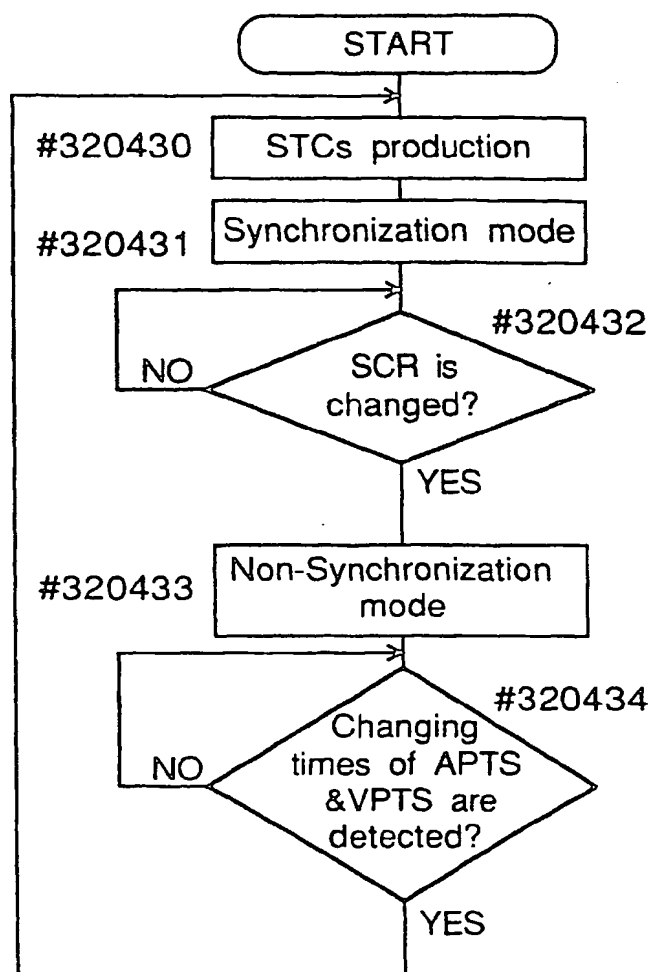 START
#320430
STCs production
#320431
Synchronization mode
#320432
NO
SCR is
changed?
YES
#320433
Non-Synchronization
mode
#320434
NO
Changing
times of APTS
&VPTS are
detected?
YES